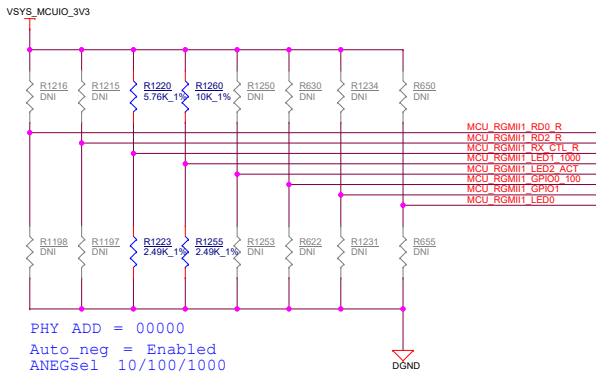 VSYS_MCUIO_3V3
R1216 R1215 R1220 R1260 R1250 R630 R1234 R650
DNI DNI 5.76K_1% 10K_1% DNI DNI DNI DNI
MCU_RGMII1_RD0_R
MCU_RGMII1_RD2_R
MCU_RGMII1_RX_CTL_R
MCU_RGMII1_LED1_1000
MCU_RGMII1_LED2_ACT
MCU_RGMII1_GPIO0_100
MCU_RGMII1_GPIO1
MCU_RGMII1_LED0
R1198 R1197 R1223 R1255 R1253 R622 R1231 R655
DNI DNI 2.49K_1% 2.49K_1% DNI DNI DNI DNI
PHY ADD = 00000
Auto_neg = Enabled
ANEGsel 10/100/1000
DGND